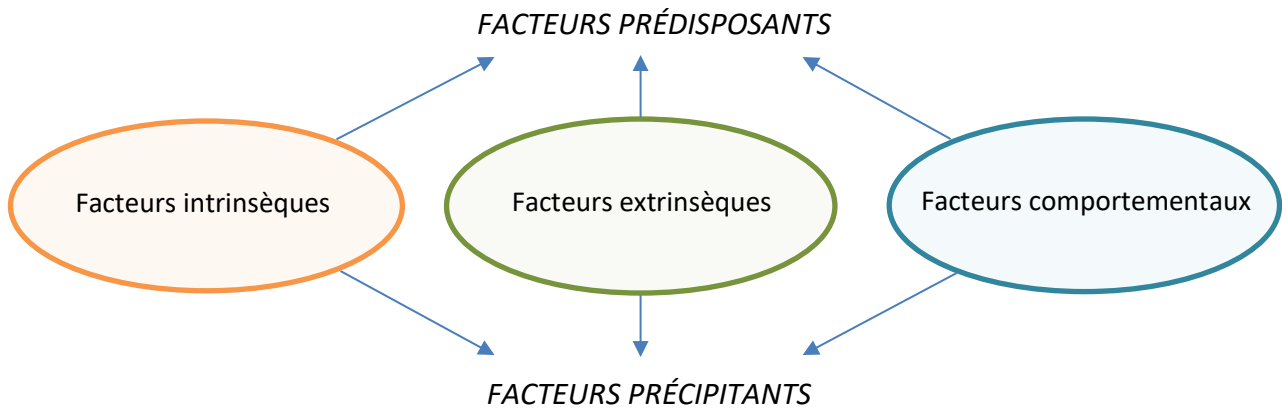 FACTEURS PRÉDISPOSANTS
Facteurs intrinsèques
Facteurs extrinsèques
Facteurs comportementaux
FACTEURS PRÉCIPITANTS